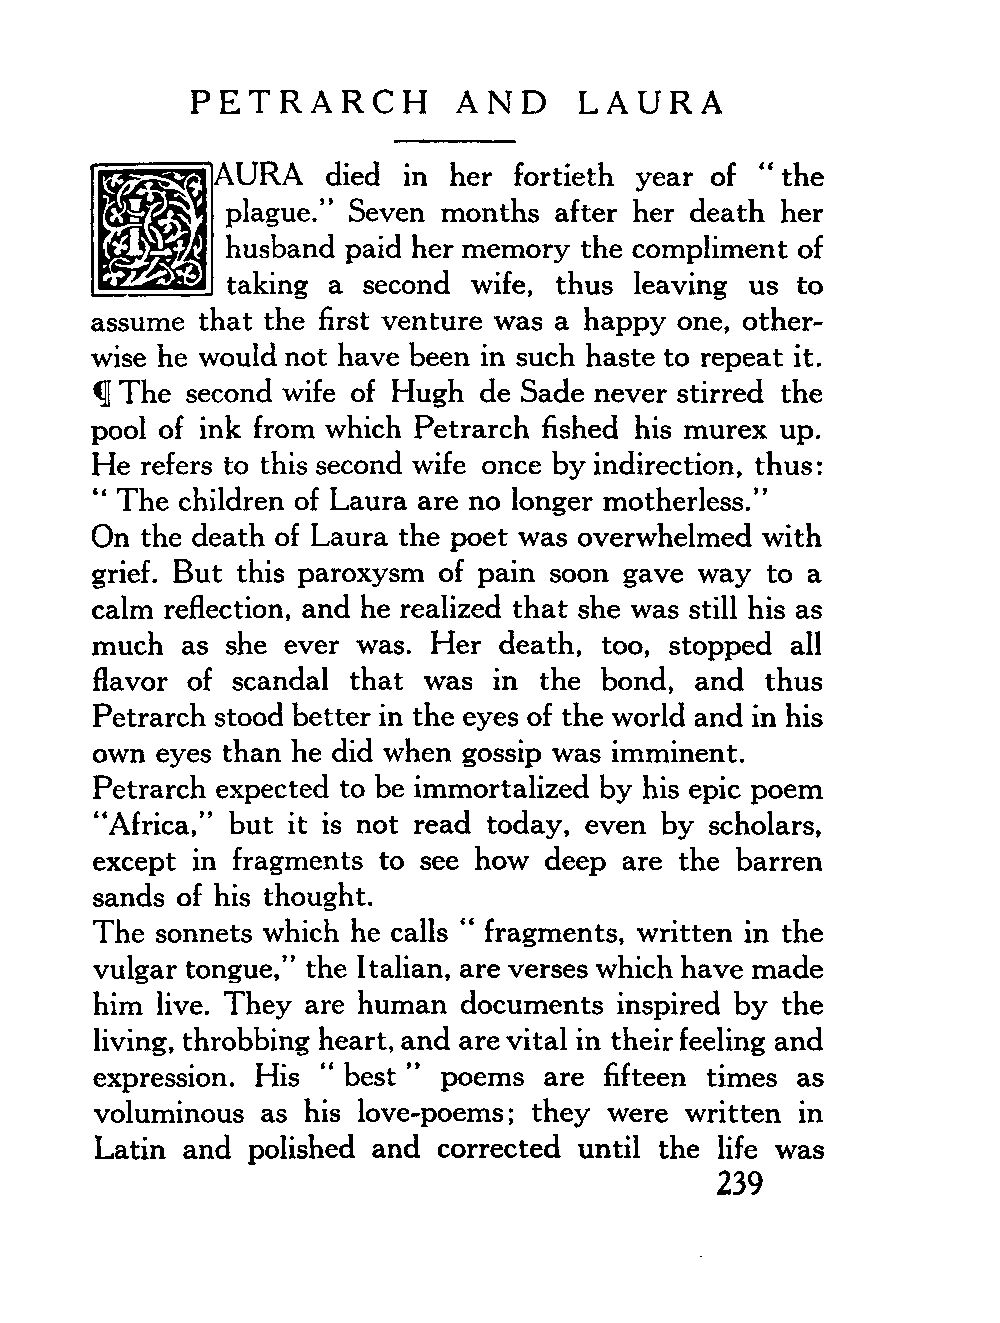 PETRARCH AND LAURA
LAURA died in her fortieth year of “the
plague.” Seven months after her death her
husband paid her memory the compliment of
taking a second wife, thus leaving us to
assume that the first venture was a happy one, other-
wise he would not have been in such haste to repeat it.
¶ The second wife of Hugh de Sade never stirred the
pool of ink from which Petrarch fished his murex up.
He refers to this second wife once by indirection, thus:
“ The children of Laura are no longer motherless.”
On the death of Laura the poet was overwhelmed with
grief. But this paroxysm of pain soon gave way to a
calm reflection, and he realized that she was still his as
much as she ever was. Her death, too, stopped all
flavor of scandal that was in the bond, and thus
Petrarch stood better in the eyes of the world and in his
own eyes than he did when gossip was imminent.
Petrarch expected to be immortalized by his epic poem
“Africa,” but it is not read today, even by scholars,
except in fragments to see how deep are the barren
sands of his thought.
The sonnets which he calls “ fragments, written in the
vulgar tongue,” the Italian, are verses which have made
him live. They are human documents inspired by the
living, throbbing heart, and are vital in their feeling and
expression. His “ best ” poems are fifteen times as
voluminous as his love-poems; they were written in
Latin and polished and corrected until the life was
239